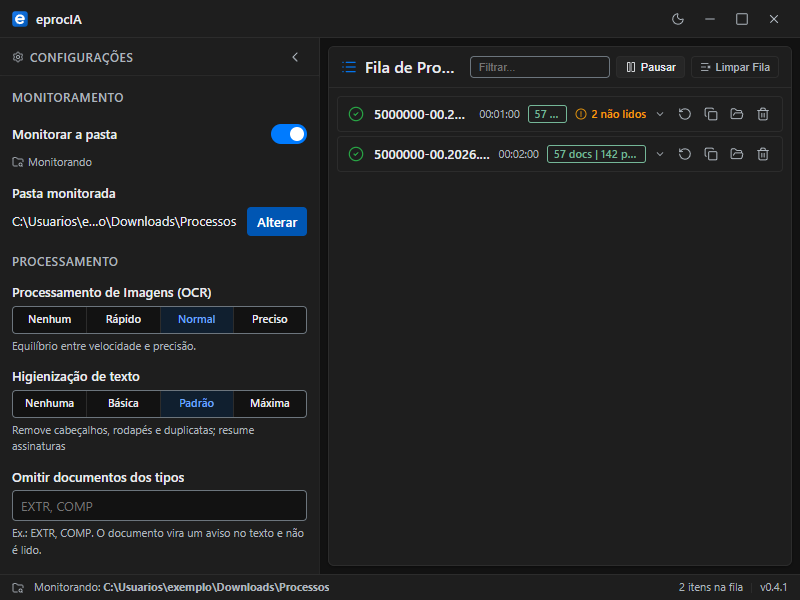 eprocIA
CONFIGURAÇÕES
MONITORAMENTO
Monitorar a pasta
Monitorando
Pasta monitorada
C:\Usuarios\e...o\Downloads\Processos
Alterar
PROCESSAMENTO
Processamento de Imagens (OCR)
Nenhum Rápido Normal Preciso
Equilíbrio entre velocidade e precisão.
Higienização de texto
Nenhuma Básica Padrão Máxima
Remove cabeçalhos, rodapés e duplicatas; resume
assinaturas
Omitir documentos dos tipos
EXTR, COMP
Ex.: EXTR, COMP. O documento vira um aviso no texto e não
é lido.
Fila de Pro... Filtrar... Pausar Limpar Fila
5000000-00.2... 00:01:00 57 ... 2 não lidos
5000000-00.2026.... 00:02:00 57 docs | 142 p...
Monitorando: C:\Usuarios\exemplo\Downloads\Processos
2 itens na fila v0.4.1